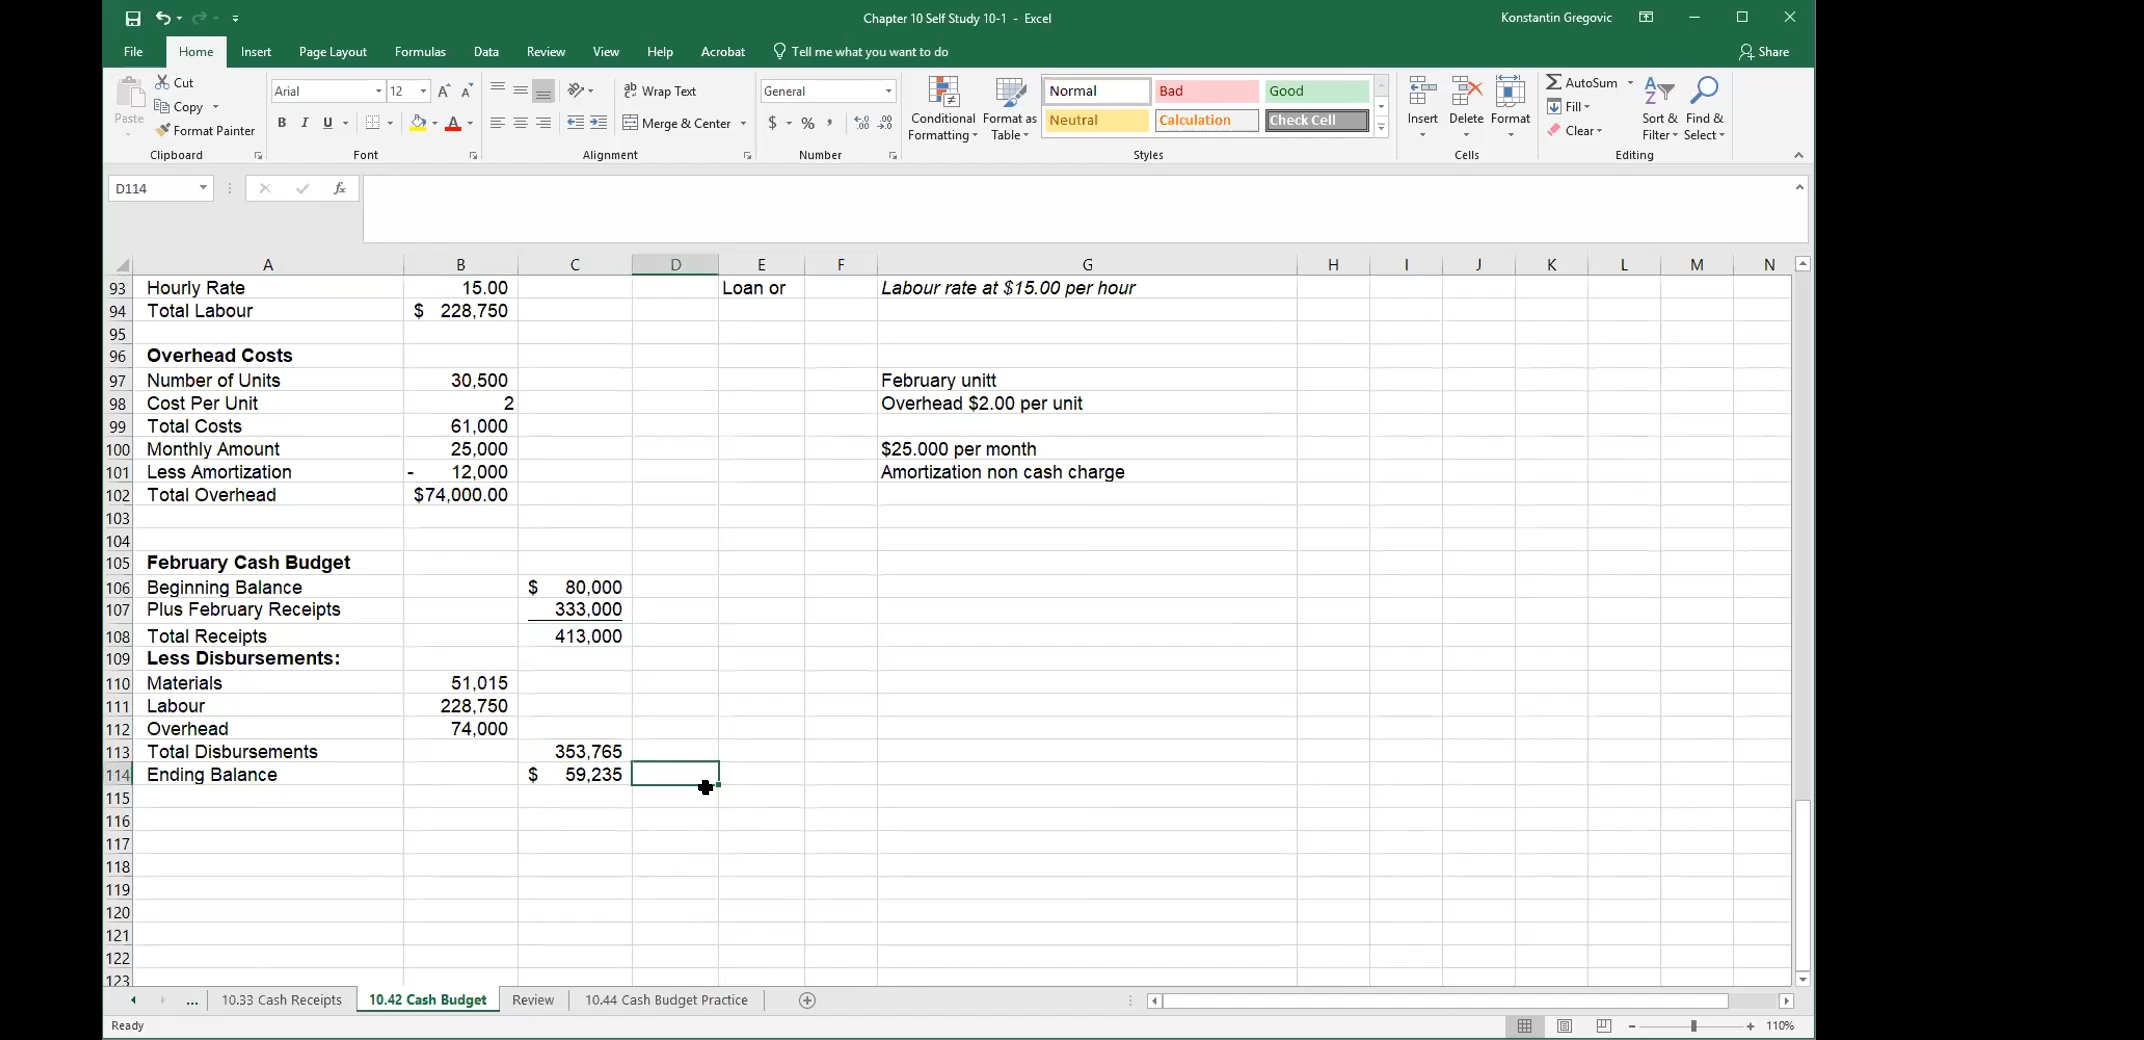 Chapter 10 Self Study 10-1 - Excel
Konstantin Gregovic
File Home Insert Page Layout Formulas Data Review View Help Acrobat Tell me what you want to do Share
Paste
Cut
Copy
Format Painter
Clipboard
Arial 12 A A
B I U A
Font
ab Wrap Text
Merge & Center
Alignment
General
$ % , .00
Number
Conditional Formatting
Format as Table
Normal Bad Good
Neutral Calculation Check Cell
Styles
Insert Delete Format
Cells
AutoSum
Fill
Clear
Sort & Filter
Find & Select
Editing
D114 fx
A B C D E F G H I J K L M N
93 Hourly Rate 15.00 Loan or Labour rate at $15.00 per hour
94 Total Labour $ 228,750
95
96 Overhead Costs
97 Number of Units 30,500 February unitt
98 Cost Per Unit 2 Overhead $2.00 per unit
99 Total Costs 61,000
100 Monthly Amount 25,000 $25.000 per month
101 Less Amortization - 12,000 Amortization non cash charge
102 Total Overhead $74,000.00
103
104
105 February Cash Budget
106 Beginning Balance $ 80,000
107 Plus February Receipts 333,000
108 Total Receipts 413,000
109 Less Disbursements:
110 Materials 51,015
111 Labour 228,750
112 Overhead 74,000
113 Total Disbursements 353,765
114 Ending Balance $ 59,235
115
116
117
118
119
120
121
122
123
... 10.33 Cash Receipts 10.42 Cash Budget Review 10.44 Cash Budget Practice
Ready 110%